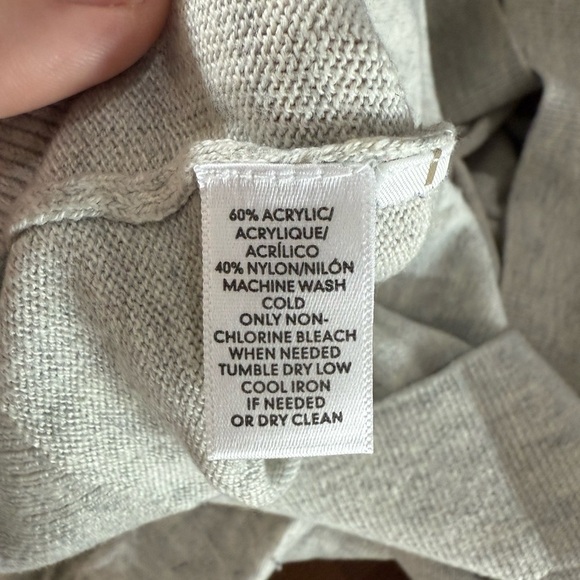 60% ACRYLIC/
ACRYLIQUE/
ACRÍLICO
40% NYLON/NILÓN
MACHINE WASH
COLD
ONLY NON-
CHLORINE BLEACH
WHEN NEEDED
TUMBLE DRY LOW
COOL IRON
IF NEEDED
OR DRY CLEAN